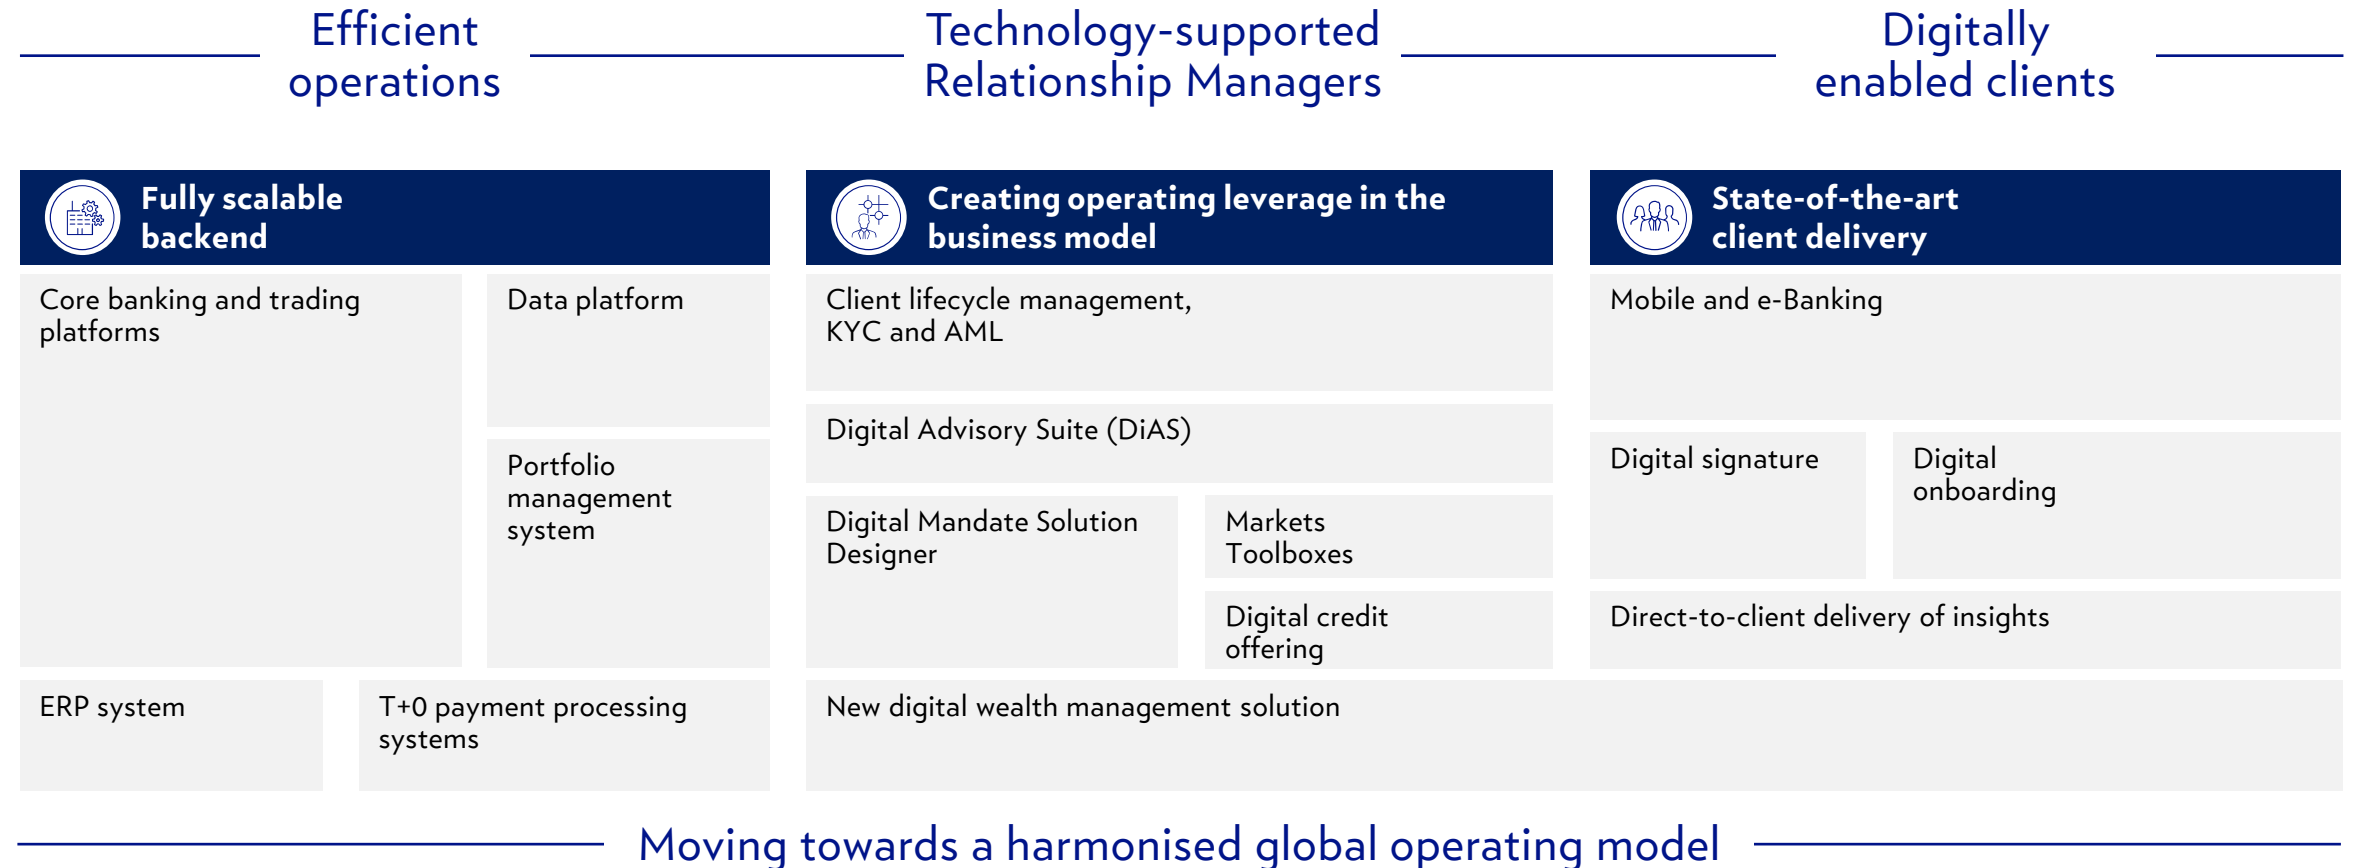 Efficient
operations
Technology-supported
Relationship Managers
Digitally
enabled clients
Fully scalable
backend
Core banking and trading
platforms
Data platform
Portfolio
management
system
ERP system
T+0 payment processing
systems
Creating operating leverage in the
business model
Client lifecycle management,
KYC and AML
Digital Advisory Suite (DiAS)
Digital Mandate Solution
Designer
Markets
Toolboxes
Digital credit
offering
State-of-the-art
client delivery
Mobile and e-Banking
Digital signature
Digital
onboarding
Direct-to-client delivery of insights
New digital wealth management solution
Moving towards a harmonised global operating model